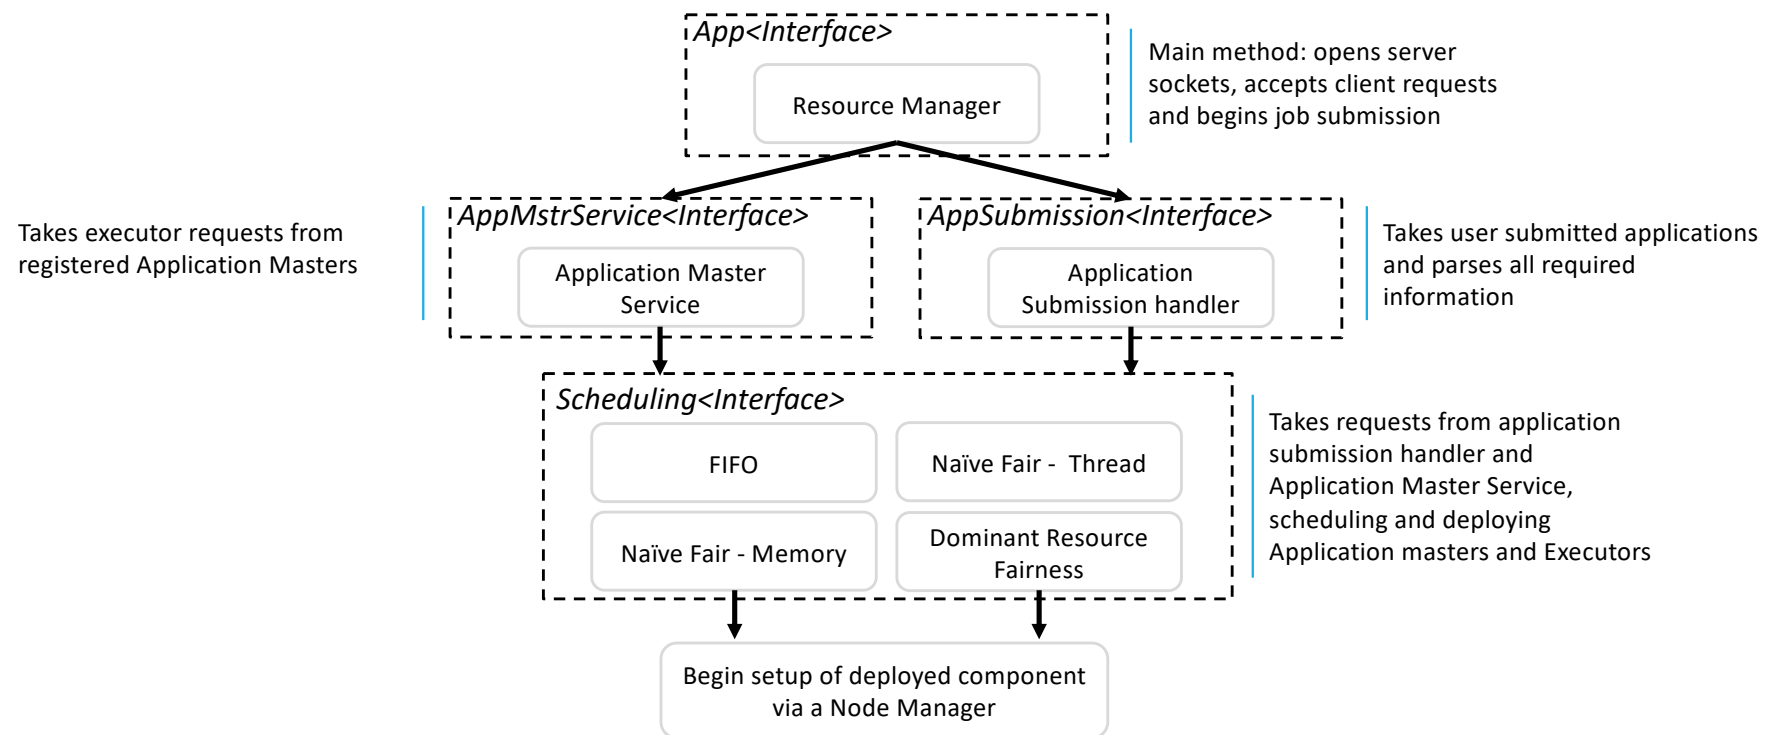 App<Interface>
Resource Manager
Main method: opens server
sockets, accepts client requests
and begins job submission
Takes executor requests from
registered Application Masters
AppMstrService<Interface>
Application Master
Service
AppSubmission<Interface>
Application
Submission handler
Takes user submitted applications
and parses all required
information
Scheduling<Interface>
FIFO
Naïve Fair -  Thread
Naïve Fair - Memory
Dominant Resource
Fairness
Takes requests from application
submission handler and
Application Master Service,
scheduling and deploying
Application masters and Executors
Begin setup of deployed component
via a Node Manager